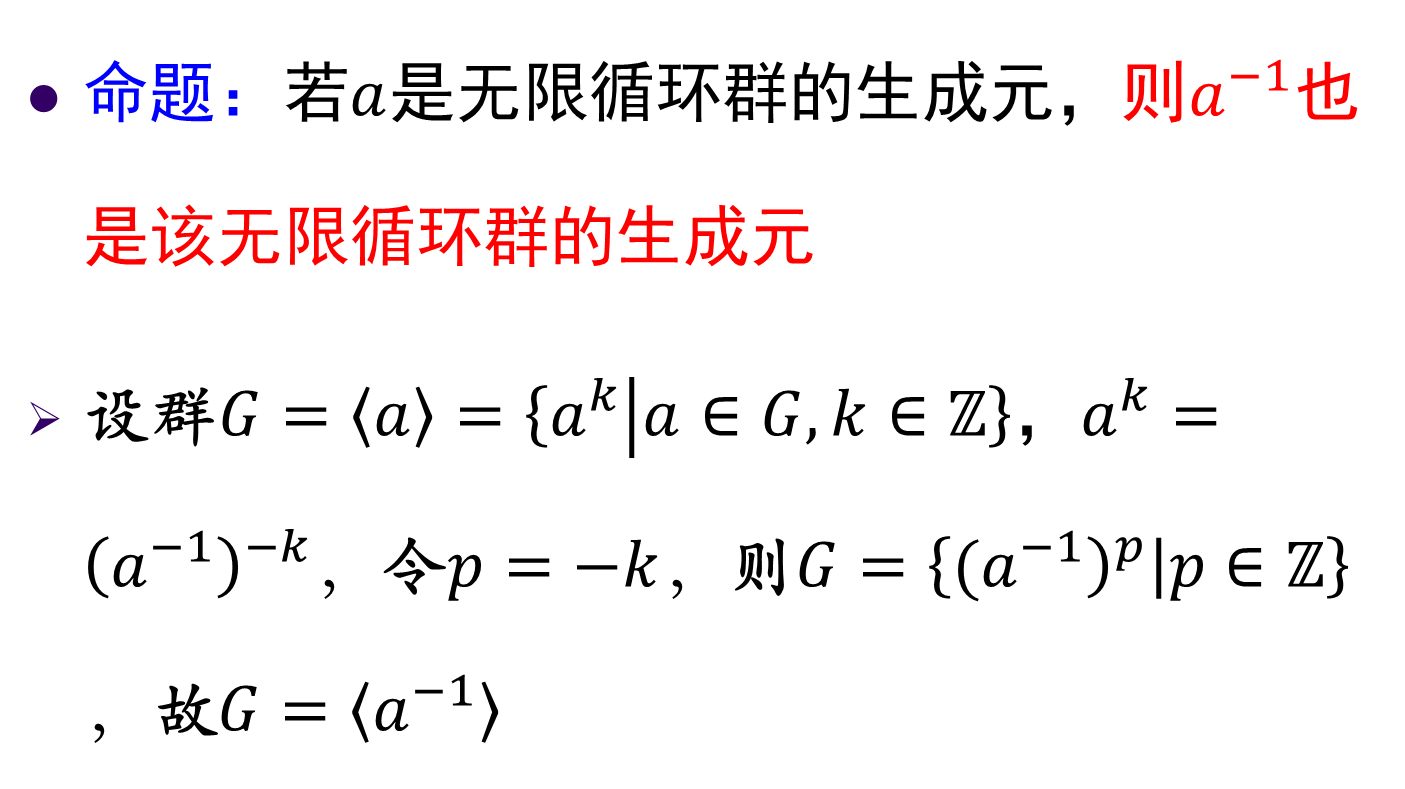 ● 命题：若𝑎是无限循环群的生成元，则𝑎⁻¹也
是该无限循环群的生成元
➢ 设群𝐺 = ⟨𝑎⟩ = {𝑎ᵏ|𝑎 ∈ 𝐺, 𝑘 ∈ ℤ}，𝑎ᵏ =
(𝑎⁻¹)⁻ᵏ，令𝑝 = −𝑘，则𝐺 = {(𝑎⁻¹)ᵖ|𝑝 ∈ ℤ}
，故𝐺 = ⟨𝑎⁻¹⟩